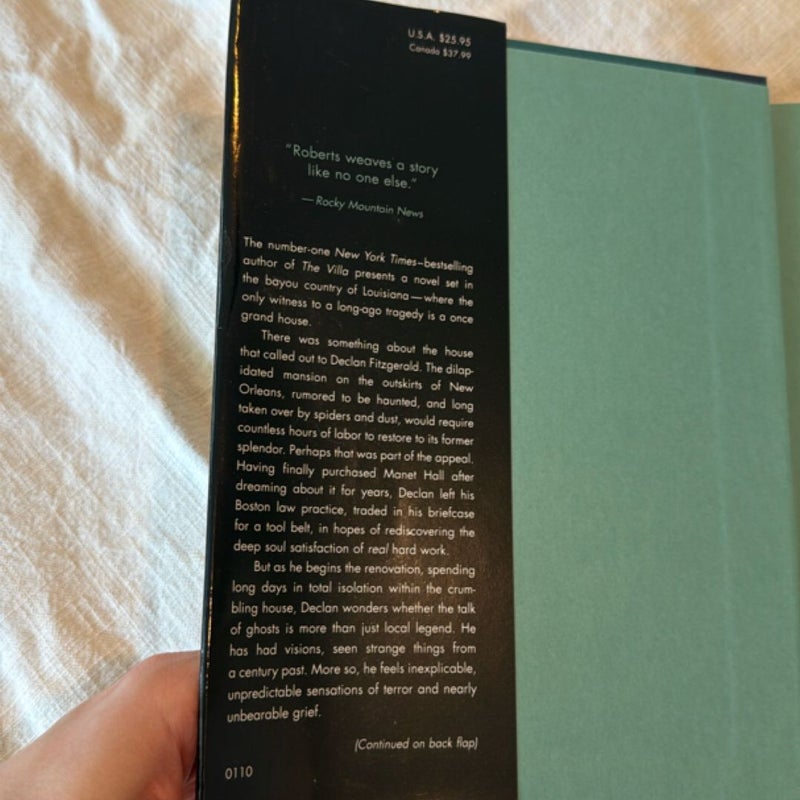 U.S.A. $25.95
Canada $37.99
"Roberts weaves a story
like no one else."
—Rocky Mountain News
The number-one New York Times–bestselling
author of The Villa presents a novel set in
the bayou country of Louisiana—where the
only witness to a long-ago tragedy is a once
grand house.
There was something about the house
that called out to Declan Fitzgerald. The dilap-
idated mansion on the outskirts of New
Orleans, rumored to be haunted, and long
taken over by spiders and dust, would require
countless hours of labor to restore to its former
splendor. Perhaps that was part of the appeal.
Having finally purchased Manet Hall after
dreaming about it for years, Declan left his
Boston law practice, traded in his briefcase
for a tool belt, in hopes of rediscovering the
deep soul satisfaction of real hard work.
But as he begins the renovation, spending
long days in total isolation within the crum-
bling house, Declan wonders whether the talk
of ghosts is more than just local legend. He
has had visions, seen strange things from
a century past. More so, he feels inexplicable,
unpredictable sensations of terror and nearly
unbearable grief.
(Continued on back flap)
0110